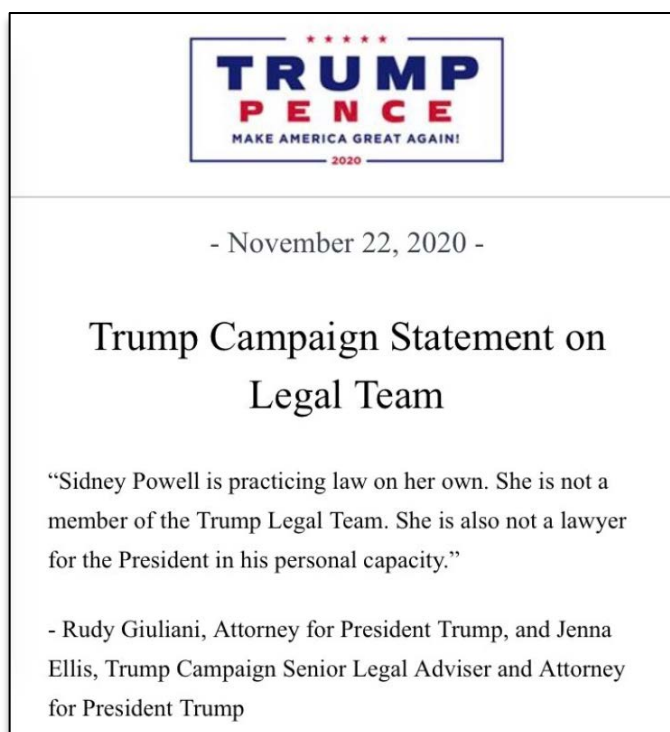 TRUMP
PENCE
MAKE AMERICA GREAT AGAIN!
2020
- November 22, 2020 -
Trump Campaign Statement on
Legal Team
“Sidney Powell is practicing law on her own. She is not a
member of the Trump Legal Team. She is also not a lawyer
for the President in his personal capacity.”
- Rudy Giuliani, Attorney for President Trump, and Jenna
Ellis, Trump Campaign Senior Legal Adviser and Attorney
for President Trump